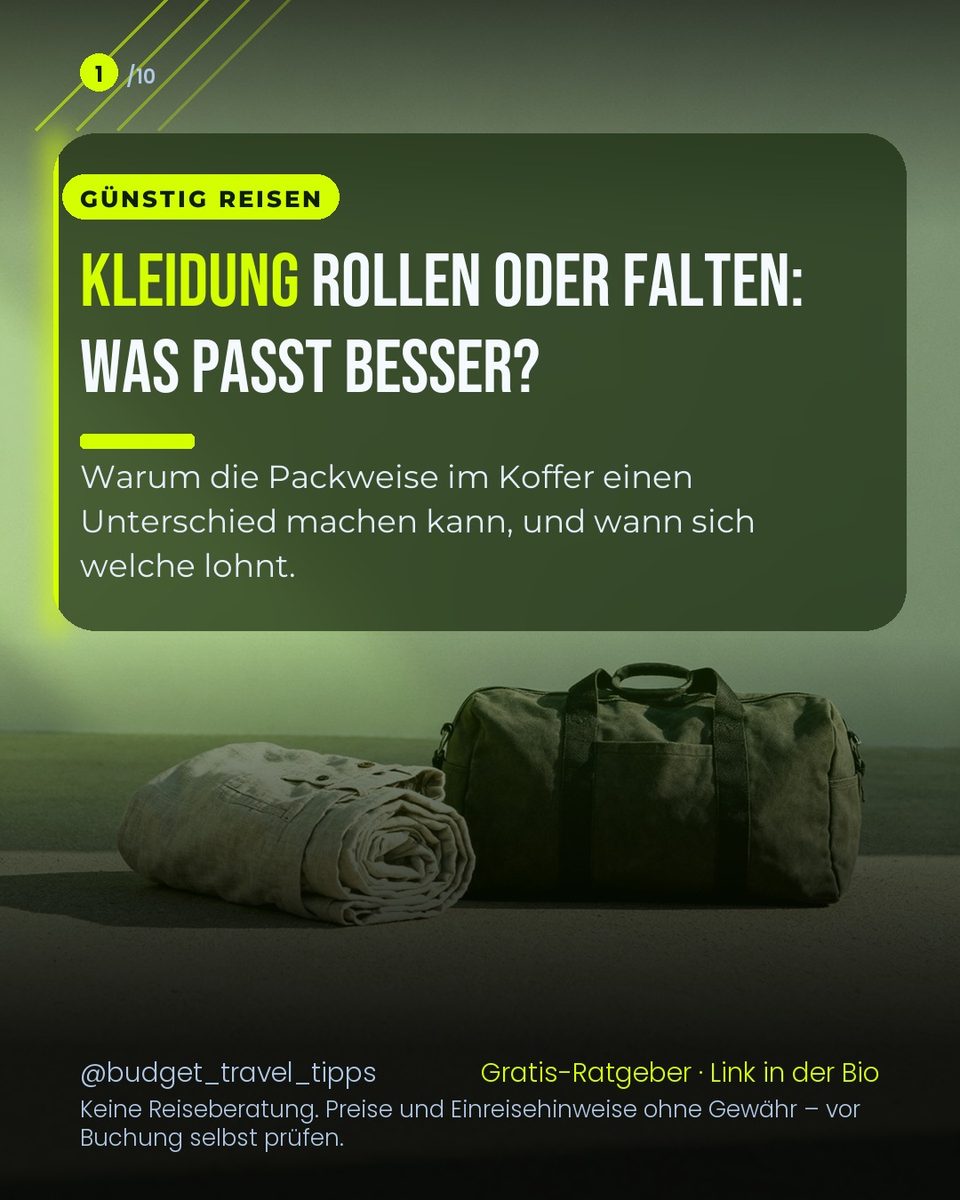 1 /10
GÜNSTIG REISEN
KLEIDUNG ROLLEN ODER FALTEN:
WAS PASST BESSER?
Warum die Packweise im Koffer einen
Unterschied machen kann, und wann sich
welche lohnt.
@budget_travel_tipps
Gratis-Ratgeber · Link in der Bio
Keine Reiseberatung. Preise und Einreisehinweise ohne Gewähr – vor
Buchung selbst prüfen.